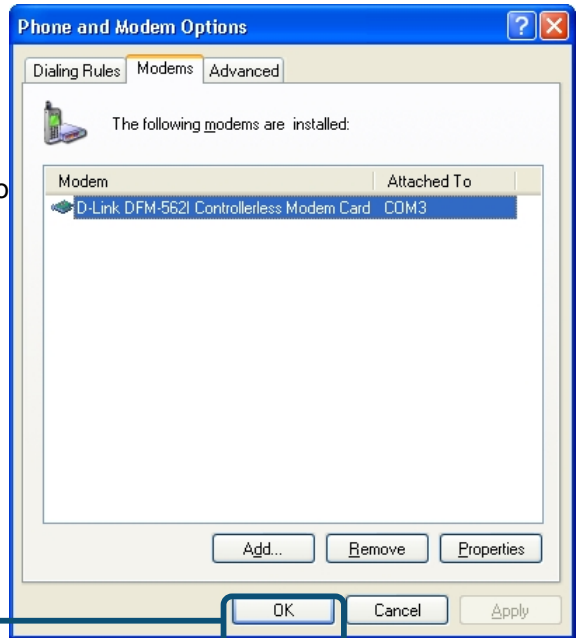 Phone and Modem Options
Dialing Rules Modems Advanced
The following modems are installed:
Modem Attached To
D-Link DFM-562I Controllerless Modem Card COM3
Add... Remove Properties
OK Cancel Apply